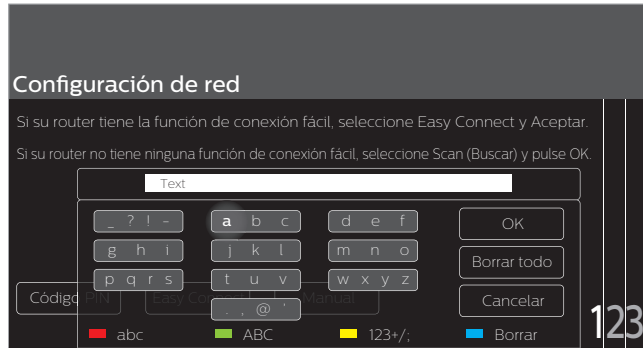 Configuración de red
Si su router tiene la función de conexión fácil, seleccione Easy Connect y Aceptar.
Si su router no tiene ninguna función de conexión fácil, seleccione Scan (Buscar) y pulse OK.
Text
_ ? ! - a b c d e f OK
g h i j k l m n o Borrar todo
p q r s t u v w x y z
Código PIN Easy Connect Manual Cancelar
. , @ '
abc ABC 123+/; Borrar
123